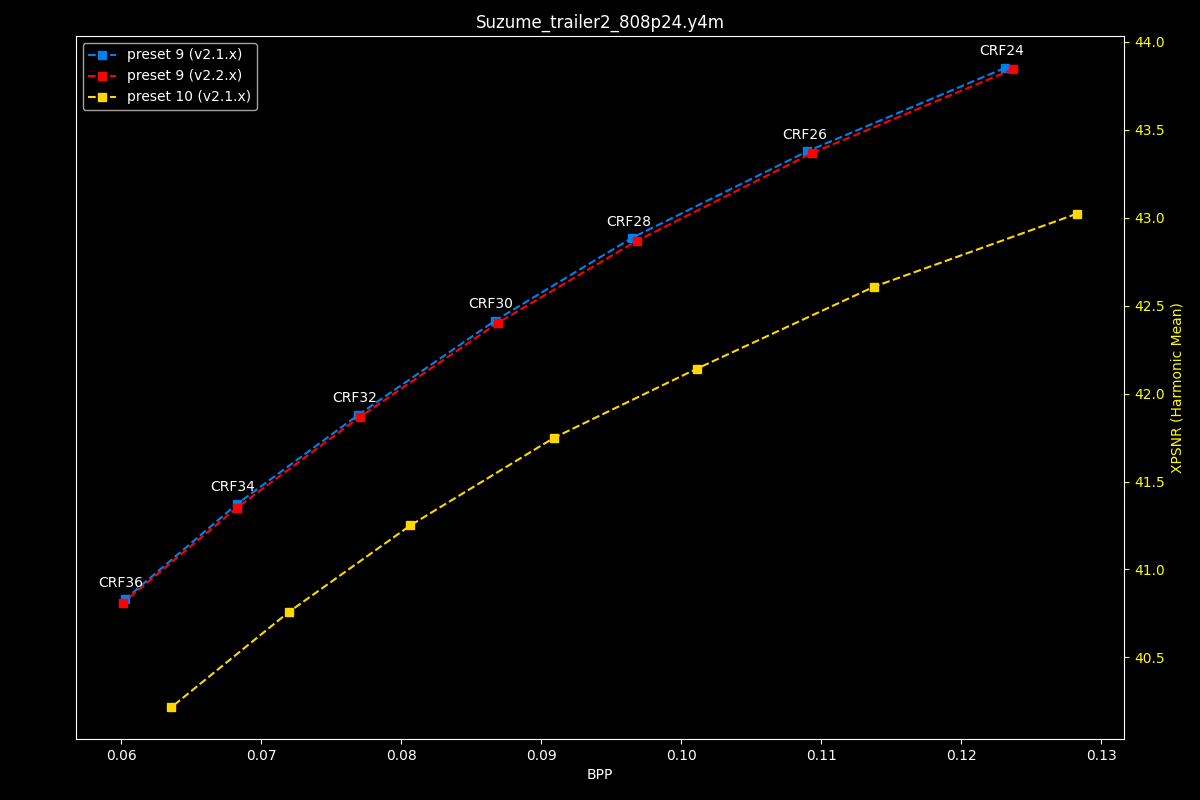 Suzume_trailer2_808p24.y4m
preset 9 (v2.1.x)
preset 9 (v2.2.x)
preset 10 (v2.1.x)
CRF24
CRF26
CRF28
CRF30
CRF32
CRF34
CRF36
44.0
43.5
43.0
42.5
42.0
41.5
41.0
40.5
XPSNR (Harmonic Mean)
0.06 0.07 0.08 0.09 0.10 0.11 0.12 0.13
BPP